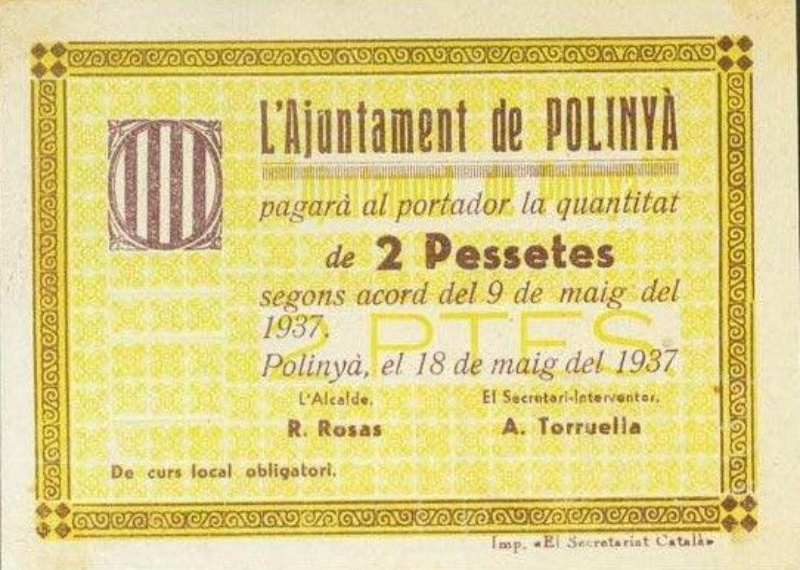 L'Ajuntament de POLINYÀ
pagarà al portador la quantitat
de 2 Pessetes
segons acord del 9 de maig del
1937.
2 PTES
Polinyà, el 18 de maig del 1937
L'Alcalde, El Secretari-Interventor,
R. Rosas A. Torruella
De curs local obligatori.
Imp. «El Secretariat Català»